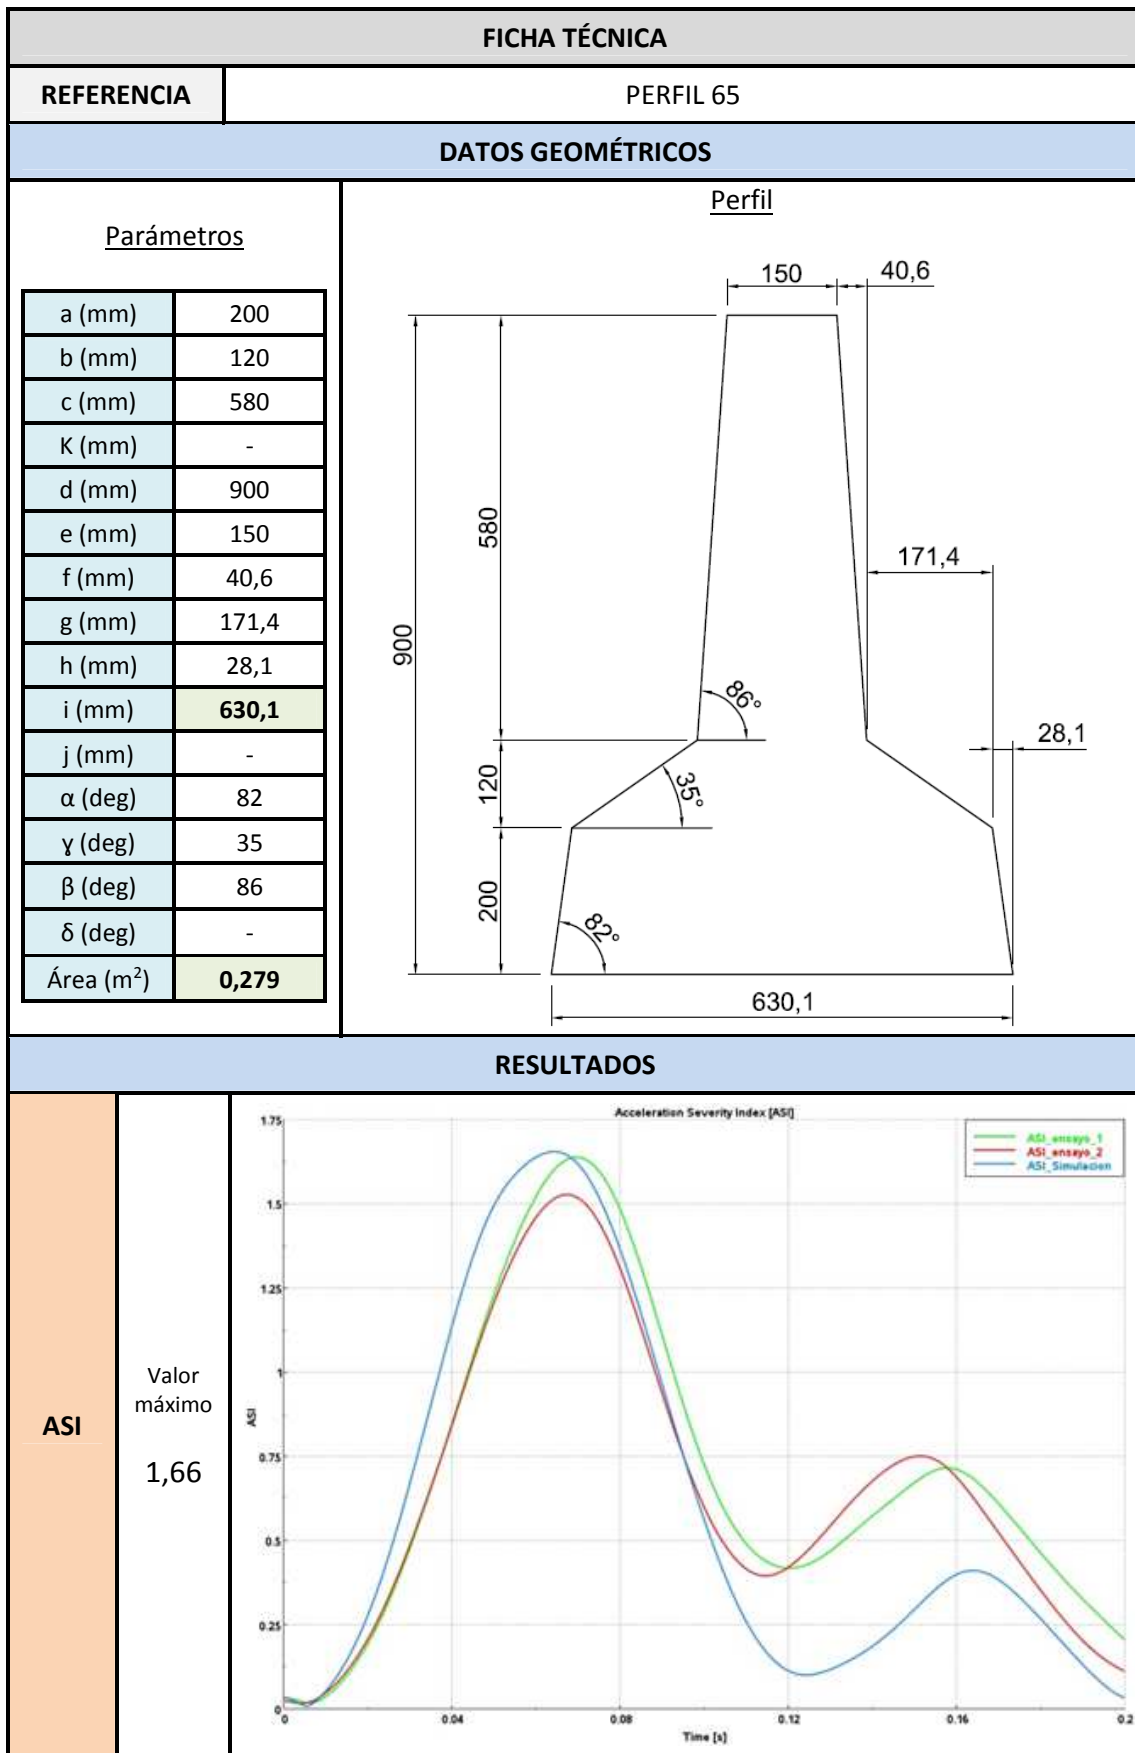 FICHA TÉCNICA
REFERENCIA PERFIL 65
DATOS GEOMÉTRICOS
Parámetros
a (mm) 200
b (mm) 120
c (mm) 580
K (mm) -
d (mm) 900
e (mm) 150
f (mm) 40,6
g (mm) 171,4
h (mm) 28,1
i (mm) 630,1
j (mm) -
α (deg) 82
ɣ (deg) 35
β (deg) 86
δ (deg) -
Área (m²) 0,279
Perfil
150
40,6
580
171,4
900
86°
28,1
120
35°
200
82°
630,1
RESULTADOS
ASI
Valor
máximo
1,66
Acceleration Severity Index [ASI]
ASI_ensayo_1
ASI_ensayo_2
ASI_Simulacion
1.75
1.5
1.25
1
0.75
0.5
0.25
0
ASI
0 0.04 0.08 0.12 0.16 0.2
Time [s]